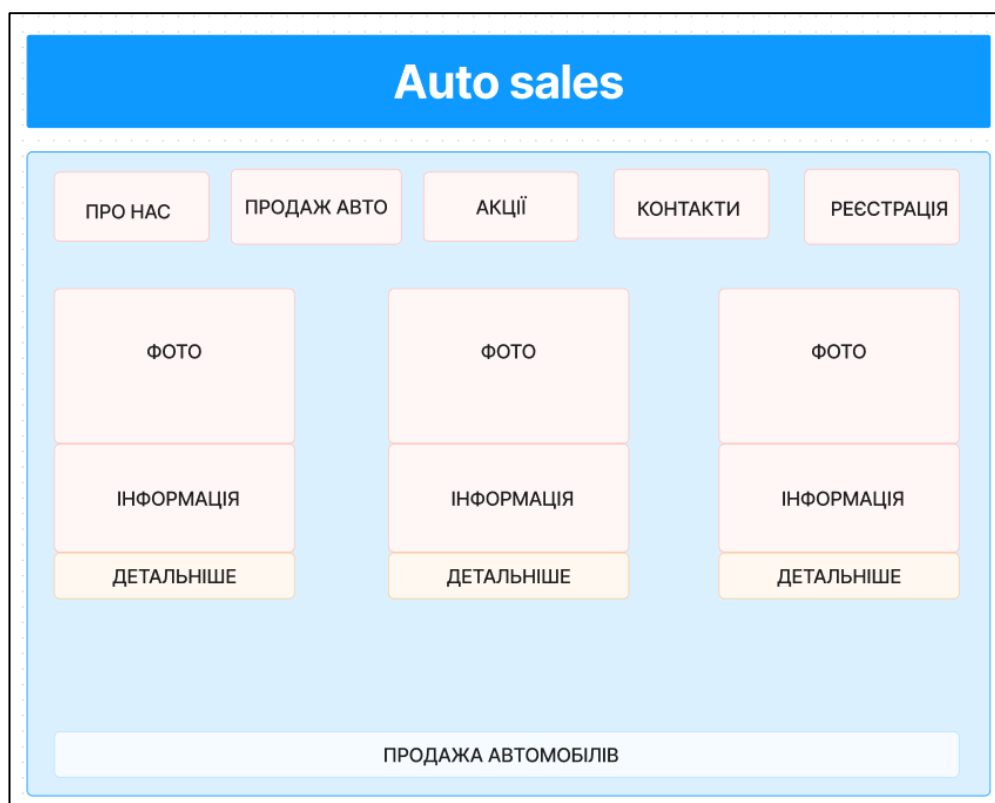 Auto sales
ПРО НАС
ПРОДАЖ АВТО
АКЦІЇ
КОНТАКТИ
РЕЄСТРАЦІЯ
ФОТО
ФОТО
ФОТО
ІНФОРМАЦІЯ
ІНФОРМАЦІЯ
ІНФОРМАЦІЯ
ДЕТАЛЬНІШЕ
ДЕТАЛЬНІШЕ
ДЕТАЛЬНІШЕ
ПРОДАЖА АВТОМОБІЛІВ